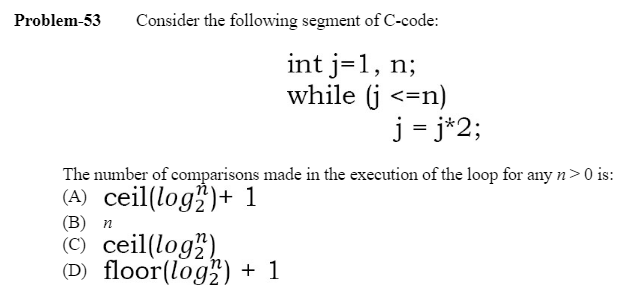 Problem-53 Consider the following segment of C-code:
int j=1, n;
while (j <=n)
j = j*2;
The number of comparisons made in the execution of the loop for any n > 0 is:
(A) ceil(log₂ⁿ)+ 1
(B) n
(C) ceil(log₂ⁿ)
(D) floor(log₂ⁿ) + 1